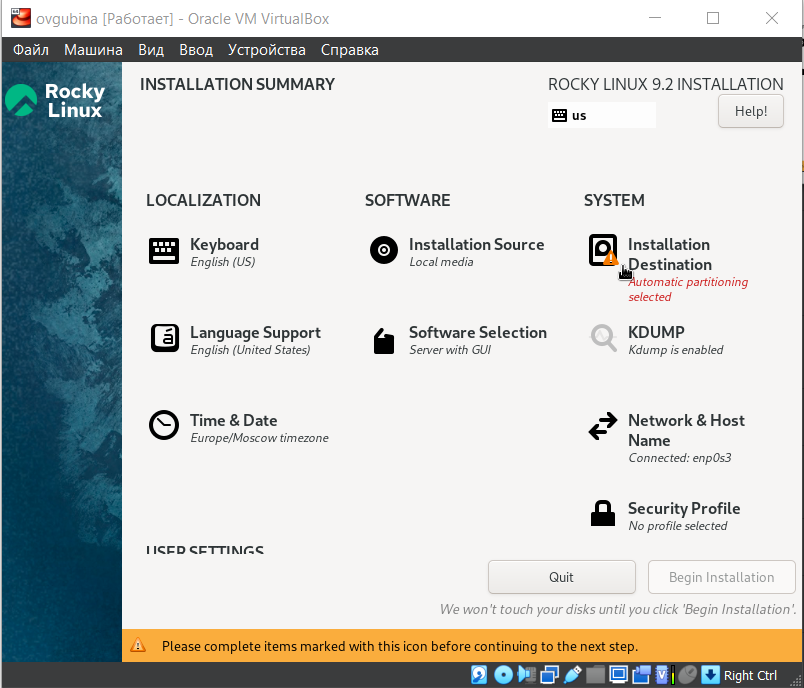 ovgubina [Работает] - Oracle VM VirtualBox
Файл Машина Вид Ввод Устройства Справка
Rocky
Linux
INSTALLATION SUMMARY
ROCKY LINUX 9.2 INSTALLATION
us
Help!
LOCALIZATION
Keyboard
English (US)
Language Support
English (United States)
Time & Date
Europe/Moscow timezone
SOFTWARE
Installation Source
Local media
Software Selection
Server with GUI
SYSTEM
Installation
Destination
Automatic partitioning
selected
KDUMP
Kdump is enabled
Network & Host
Name
Connected: enp0s3
Security Profile
No profile selected
USER SETTINGS
Quit
Begin Installation
We won't touch your disks until you click 'Begin Installation'.
Please complete items marked with this icon before continuing to the next step.
Right Ctrl